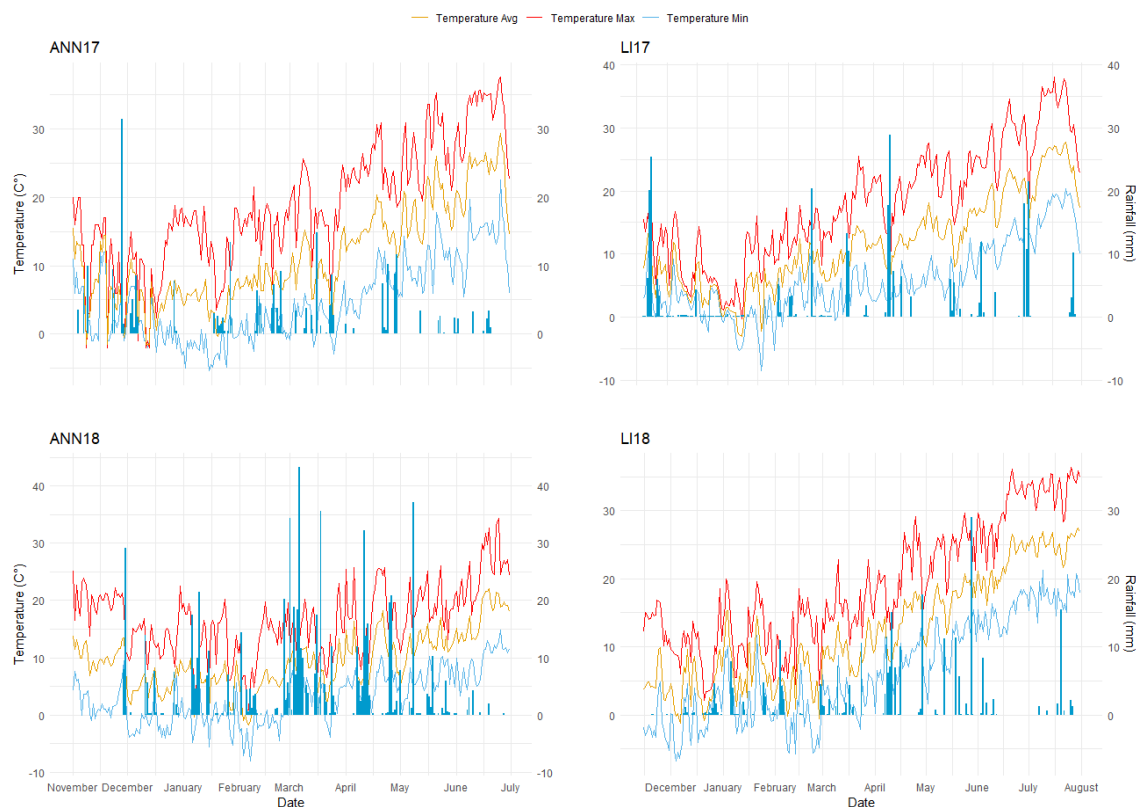 Temperature Avg Temperature Max Temperature Min
ANN17
LI17
40 40
30 30
30 30
20 20
20 20
10 10
10 10
0 0
0 0
-10 -10
Temperature (C°)
Rainfall (mm)
ANN18
LI18
40 40
30 30
30 30
20 20
20 20
10 10
10 10
0 0
0 0
-10 -10
Temperature (C°)
Rainfall (mm)
November December January February March April May June July
Date
December January February March April May June July August
Date